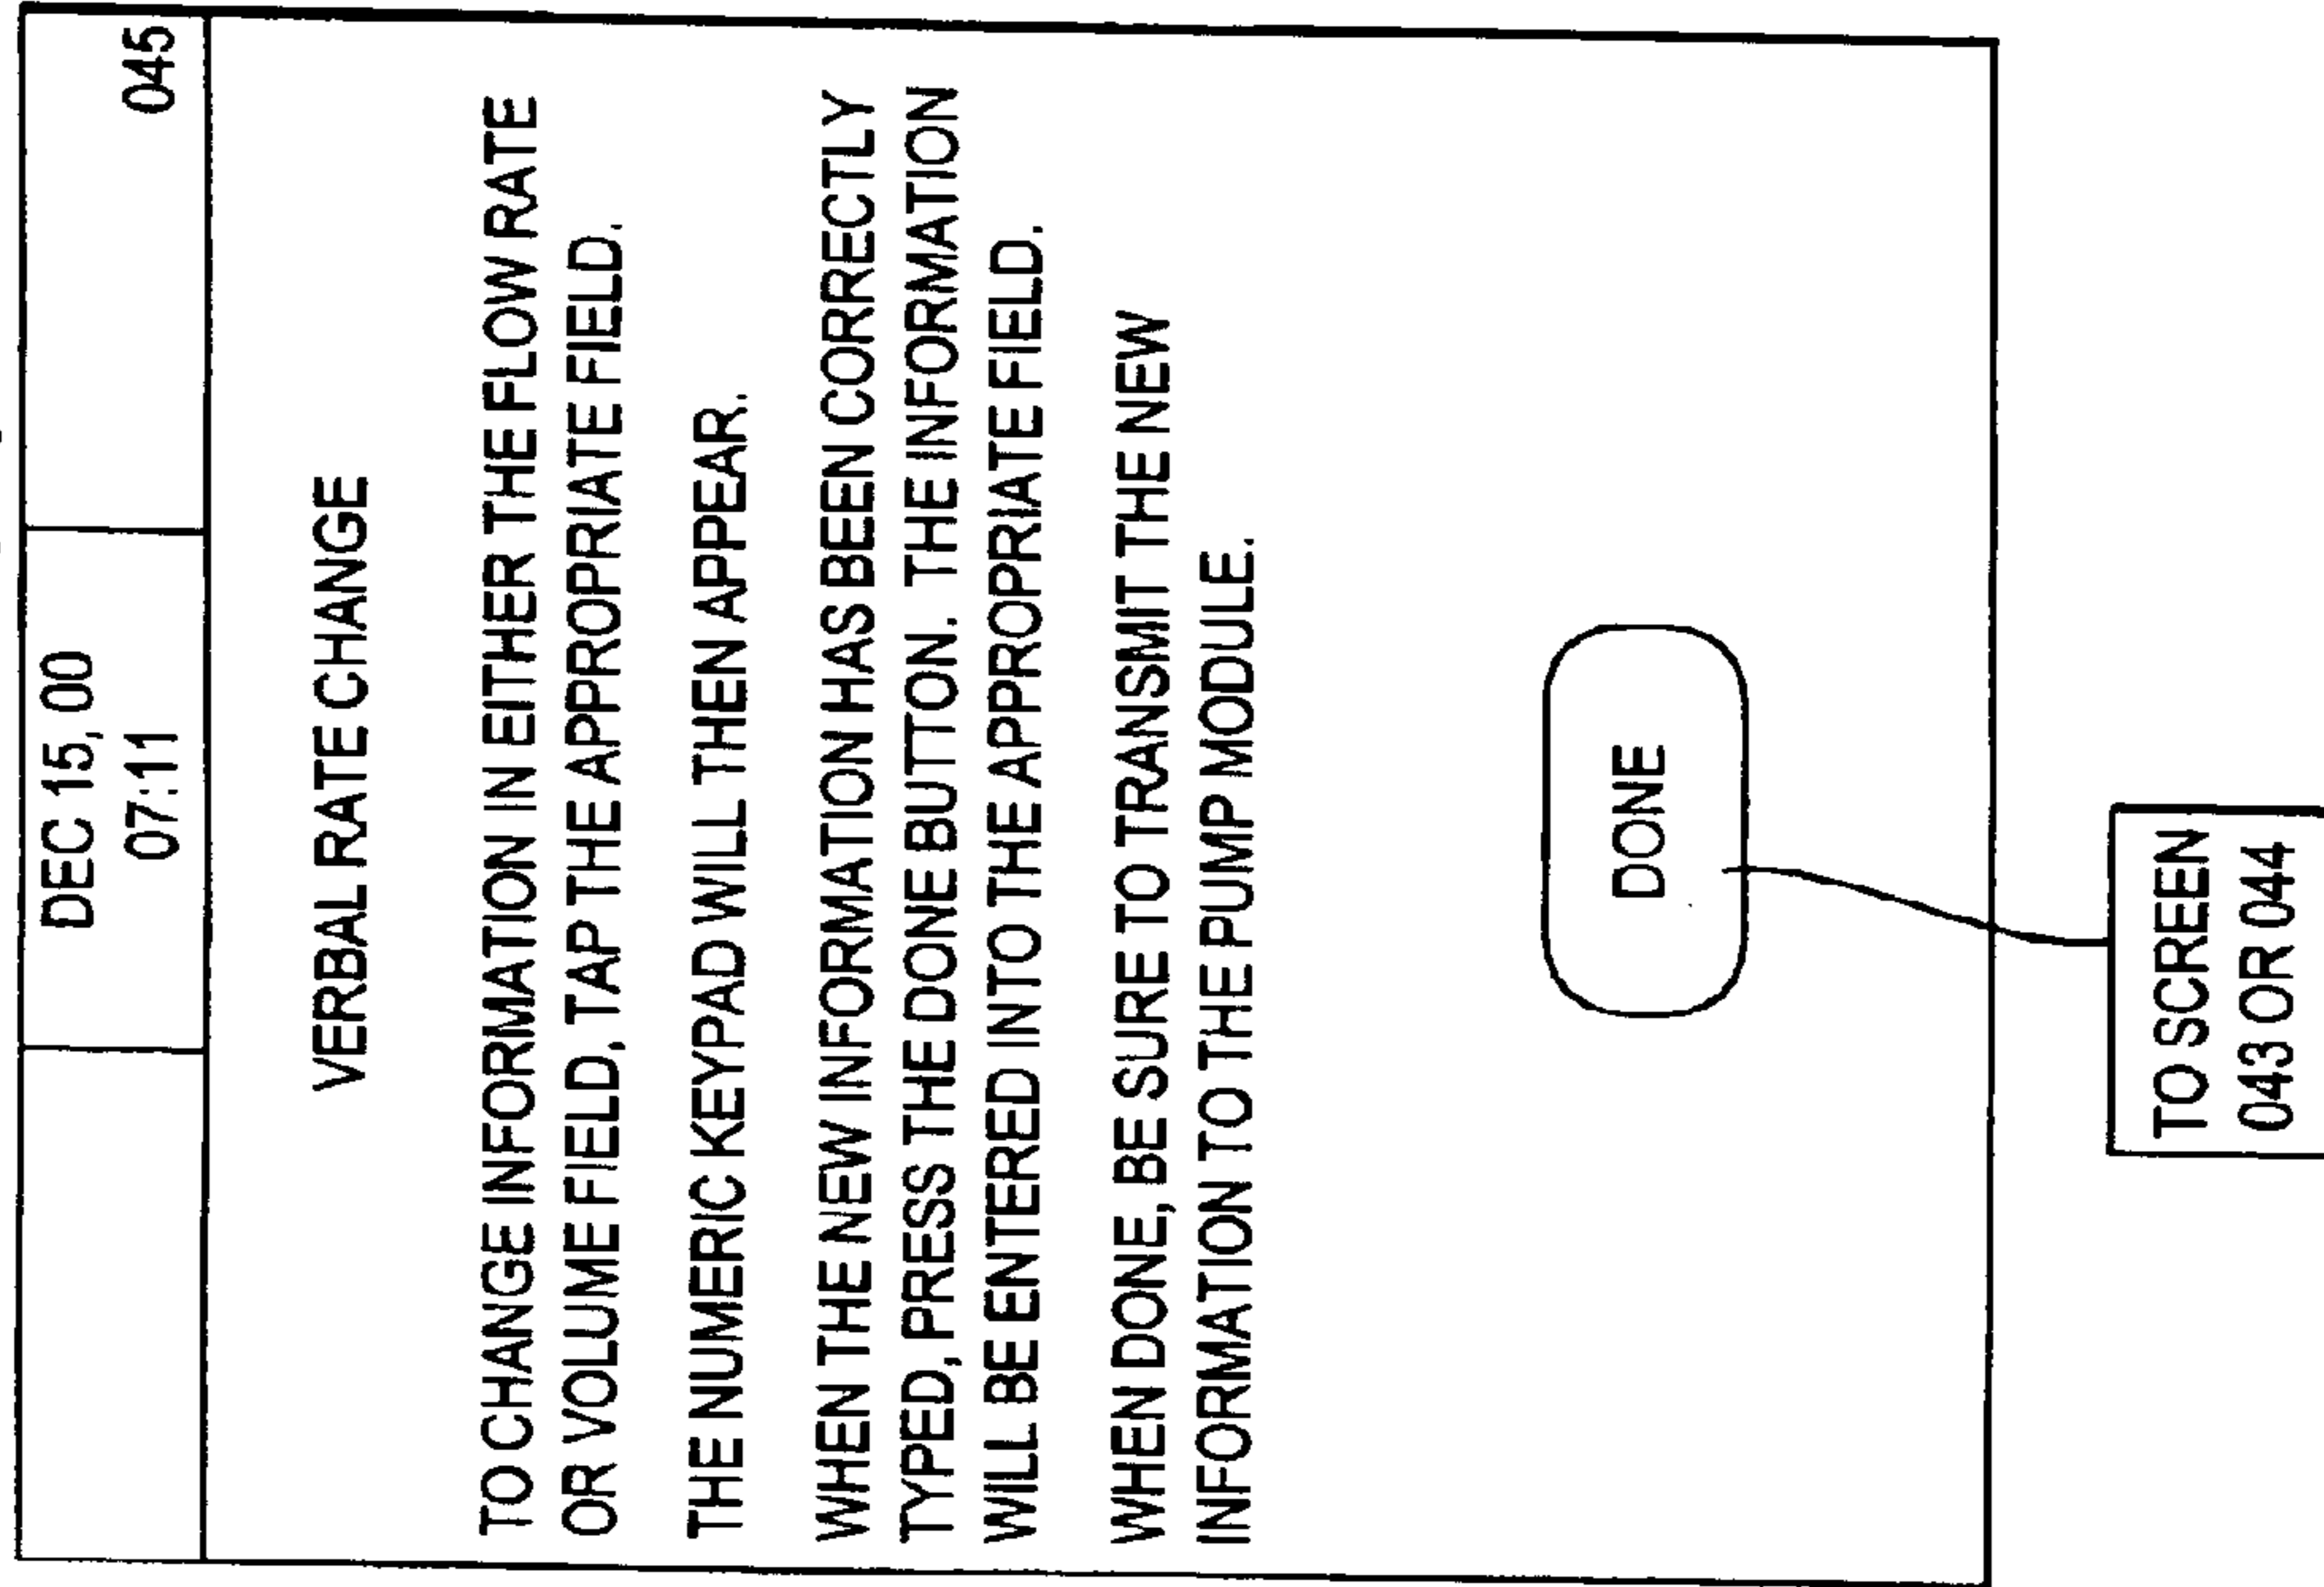 DEC 15, 00
07:11
045
VERBAL RATE CHANGE
TO CHANGE INFORMATION IN EITHER THE FLOW RATE
OR VOLUME FIELD, TAP THE APPROPRIATE FIELD.
THE NUMERIC KEYPAD WILL THEN APPEAR.
WHEN THE NEW INFORMATION HAS BEEN CORRECTLY
TYPED, PRESS THE DONE BUTTON. THE INFORMATION
WILL BE ENTERED INTO THE APPROPRIATE FIELD.
WHEN DONE, BE SURE TO TRANSMIT THE NEW
INFORMATION TO THE PUMP MODULE.
DONE
TO SCREEN
043 OR 044